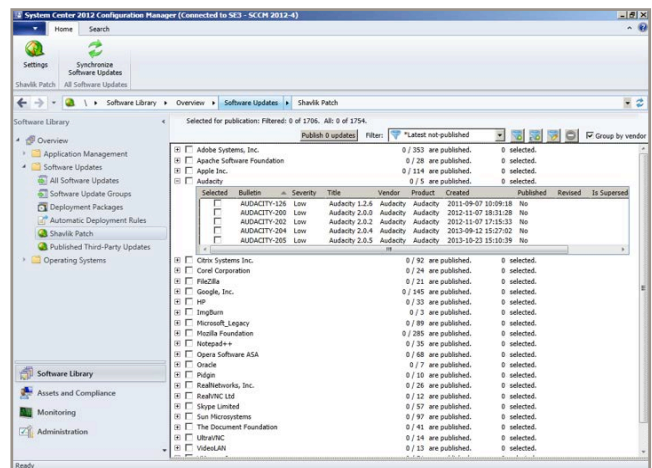 System Center 2012 Configuration Manager (Connected to SE3 - SCCM 2012-4)
Home Search
Settings
Synchronize Software Updates
Shavlik Patch All Software Updates
\ Software Library Overview Software Updates Shavlik Patch
Software Library
Overview
Application Management
Software Updates
All Software Updates
Software Update Groups
Deployment Packages
Automatic Deployment Rules
Shavlik Patch
Published Third-Party Updates
Operating Systems
Software Library
Assets and Compliance
Monitoring
Administration
Selected for publication: Filtered: 0 of 1706. All: 0 of 1754.
Publish 0 updates Filter: *Latest not-published Group by vendor
Adobe Systems, Inc. 0 / 353 are published. 0 selected.
Apache Software Foundation 0 / 28 are published. 0 selected.
Apple Inc. 0 / 114 are published. 0 selected.
Audacity 0 / 5 are published. 0 selected.
Selected Bulletin Severity Title Vendor Product Created Published Revised Is Supersed
AUDACITY-126 Low Audacity 1.2.6 Audacity Audacity 2011-09-07 10:09:18 No
AUDACITY-200 Low Audacity 2.0.0 Audacity Audacity 2012-11-07 18:31:28 No
AUDACITY-202 Low Audacity 2.0.2 Audacity Audacity 2012-11-07 17:15:33 No
AUDACITY-204 Low Audacity 2.0.4 Audacity Audacity 2013-09-12 15:27:02 No
AUDACITY-205 Low Audacity 2.0.5 Audacity Audacity 2013-10-23 15:10:39 No
Citrix Systems Inc. 0 / 92 are published. 0 selected.
Corel Corporation 0 / 24 are published. 0 selected.
FileZilla 0 / 21 are published. 0 selected.
Google, Inc. 0 / 145 are published. 0 selected.
HP 0 / 33 are published. 0 selected.
ImgBurn 0 / 3 are published. 0 selected.
Microsoft_Legacy 0 / 89 are published. 0 selected.
Mozilla Foundation 0 / 285 are published. 0 selected.
Notepad++ 0 / 35 are published. 0 selected.
Opera Software ASA 0 / 68 are published. 0 selected.
Oracle 0 / 7 are published. 0 selected.
Pidgin 0 / 10 are published. 0 selected.
RealNetworks, Inc. 0 / 26 are published. 0 selected.
RealVNC Ltd 0 / 12 are published. 0 selected.
Skype Limited 0 / 57 are published. 0 selected.
Sun Microsystems 0 / 97 are published. 0 selected.
The Document Foundation 0 / 41 are published. 0 selected.
UltraVNC 0 / 14 are published. 0 selected.
VideoLAN 0 / 13 are published. 0 selected.
Ready